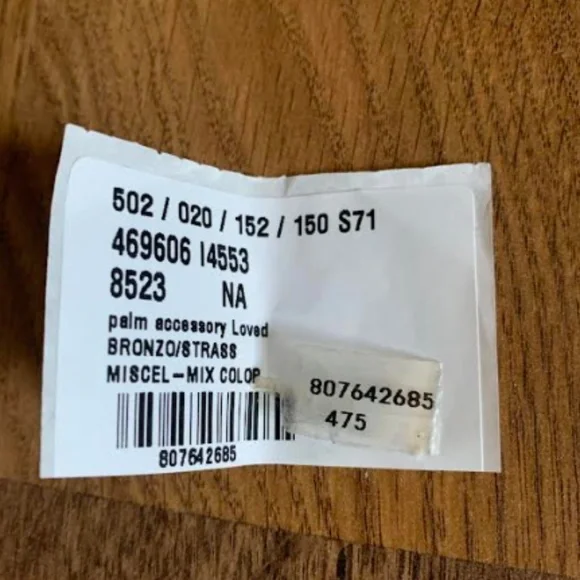 502 / 020 / 152 / 150 S71
469606 I4553
8523 NA
palm accessory Loved
BRONZO/STRASS
MISCEL-MIX COLOR
807642685
475
807642685